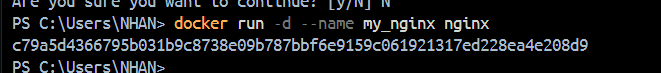 Are you sure you want to continue? [y/N] N
PS C:\Users\NHAN> docker run -d --name my_nginx nginx
c79a5d4366795b031b9c8738e09b787bbf6e9159c061921317ed228ea4e208d9
PS C:\Users\NHAN>